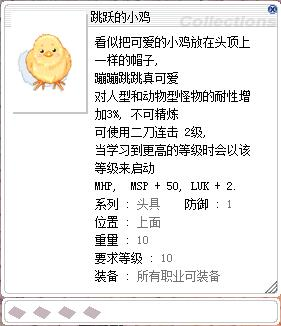 跳跃的小鸡
Collections
看似把可爱的小鸡放在头顶上
一样的帽子,
蹦蹦跳跳真可爱
对人型和动物型怪物的耐性增
加3%, 不可精炼
可使用二刀连击 2级,
当学习到更高的等级时会以该
等级来启动
MHP, MSP + 50, LUK + 2.
系列 : 头具 防御 : 1
位置 : 上面
重量 : 10
要求等级 : 10
装备 : 所有职业可装备